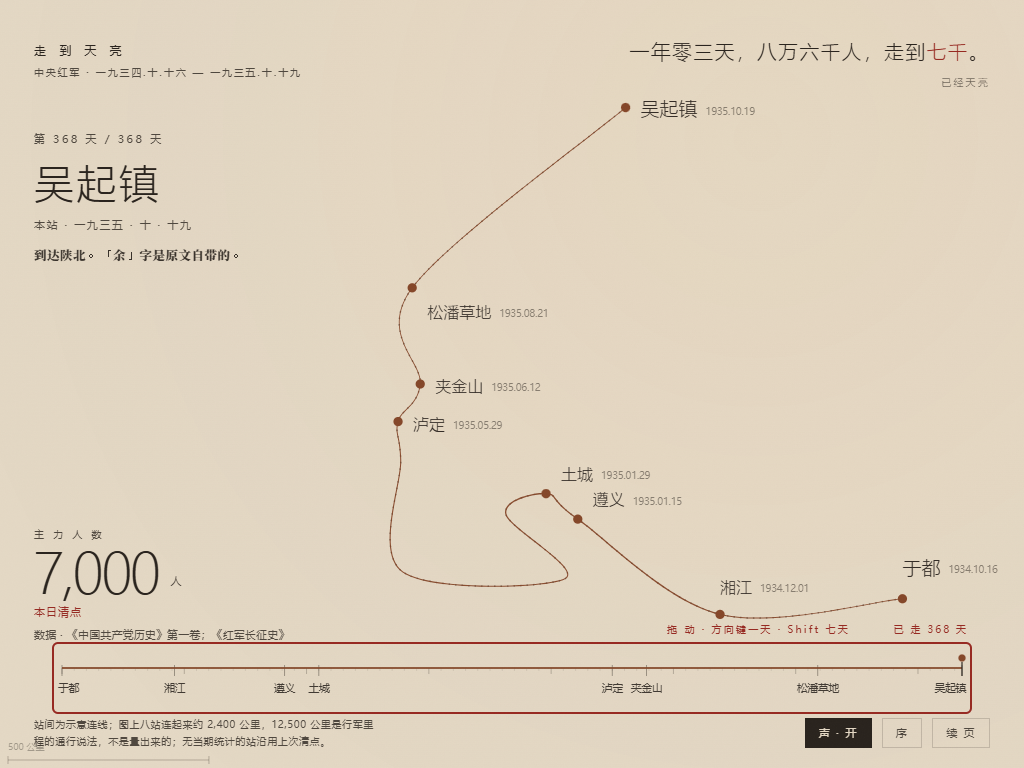 走到天亮
中央红军 · 一九三四.十.十六 — 一九三五.十.十九
一年零三天，八万六千人，走到七千。
已经天亮
第 368 天 / 368 天
吴起镇
本站 · 一九三五 · 十 · 十九
到达陕北。「余」字是原文自带的。
吴起镇 1935.10.19
松潘草地 1935.08.21
夹金山 1935.06.12
泸定 1935.05.29
土城 1935.01.29
遵义 1935.01.15
湘江 1934.12.01
于都 1934.10.16
主力人数
7,000 人
本日清点
数据 · 《中国共产党历史》第一卷；《红军长征史》
拖动 · 方向键一天 · Shift 七天
已走 368 天
于都 湘江 遵义 土城 泸定 夹金山 松潘草地 吴起镇
站间为示意连线；图上八站连起来约 2,400 公里，12,500 公里是行军里
程的通行说法，不是量出来的；无当期统计的站沿用上次清点。
500 公里
声 · 开
序
续页